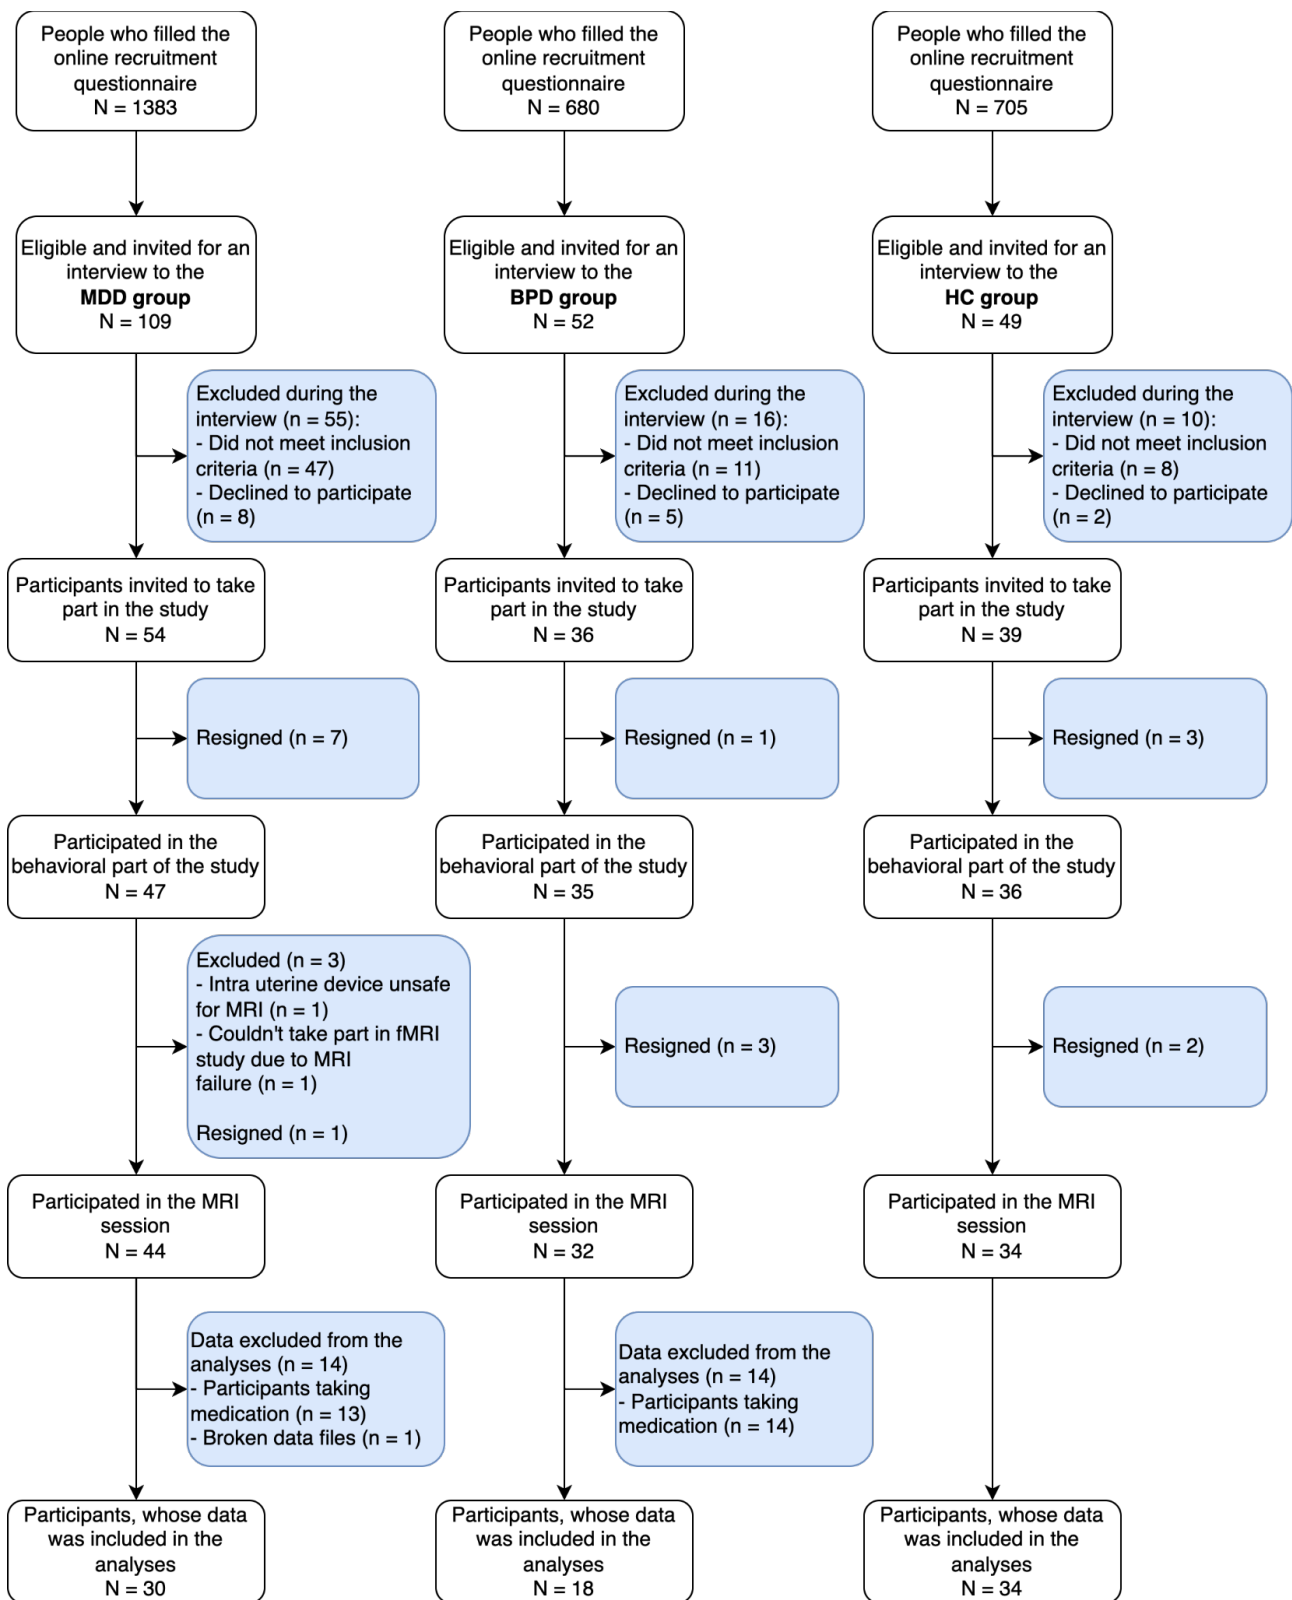 People who filled the
online recruitment
questionnaire
N = 1383
People who filled the
online recruitment
questionnaire
N = 680
People who filled the
online recruitment
questionnaire
N = 705
Eligible and invited for an
interview to the
MDD group
N = 109
Eligible and invited for an
interview to the
BPD group
N = 52
Eligible and invited for an
interview to the
HC group
N = 49
Excluded during the
interview (n = 55):
- Did not meet inclusion
criteria (n = 47)
- Declined to participate
(n = 8)
Excluded during the
interview (n = 16):
- Did not meet inclusion
criteria (n = 11)
- Declined to participate
(n = 5)
Excluded during the
interview (n = 10):
- Did not meet inclusion
criteria (n = 8)
- Declined to participate
(n = 2)
Participants invited to take
part in the study
N = 54
Participants invited to take
part in the study
N = 36
Participants invited to take
part in the study
N = 39
Resigned (n = 7)
Resigned (n = 1)
Resigned (n = 3)
Participated in the
behavioral part of the study
N = 47
Participated in the
behavioral part of the study
N = 35
Participated in the
behavioral part of the study
N = 36
Excluded (n = 3)
- Intra uterine device unsafe
for MRI (n = 1)
- Couldn't take part in fMRI
study due to MRI
failure (n = 1)
Resigned (n = 1)
Resigned (n = 3)
Resigned (n = 2)
Participated in the MRI
session
N = 44
Participated in the MRI
session
N = 32
Participated in the MRI
session
N = 34
Data excluded from the
analyses (n = 14)
- Participants taking
medication (n = 13)
- Broken data files (n = 1)
Data excluded from the
analyses (n = 14)
- Participants taking
medication (n = 14)
Participants, whose data
was included in the
analyses
N = 30
Participants, whose data
was included in the
analyses
N = 18
Participants, whose data
was included in the
analyses
N = 34